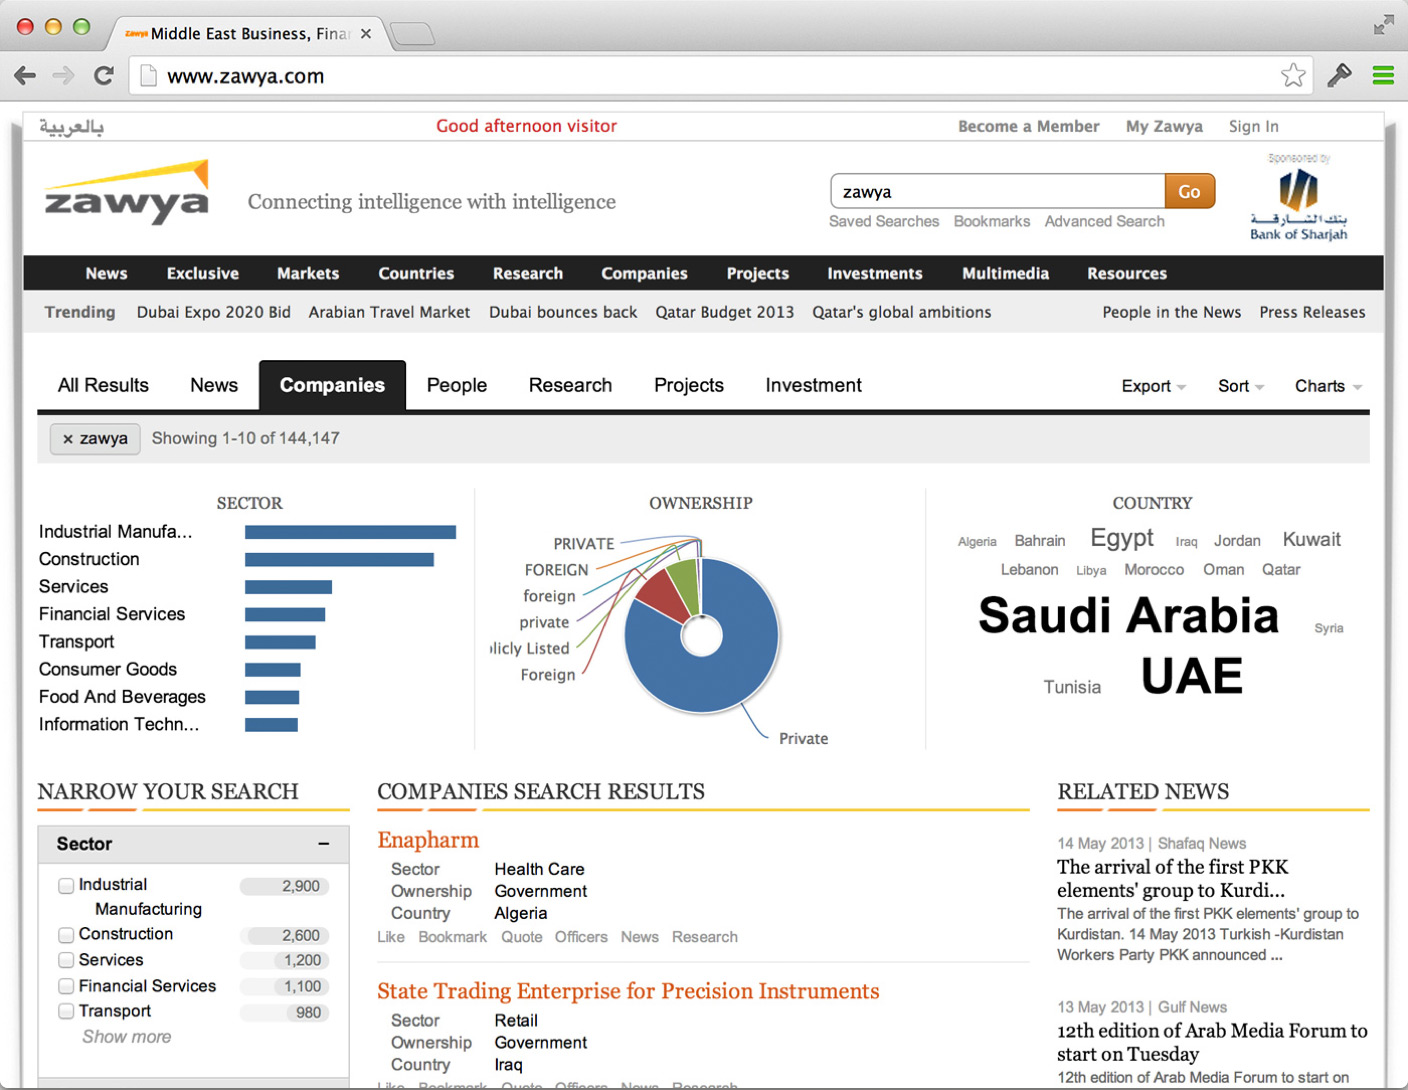 zawya Middle East Business, Fina
www.zawya.com
بالعربية
Good afternoon visitor
Become a Member My Zawya Sign In
zawya
Connecting intelligence with intelligence
zawya Go
Saved Searches Bookmarks Advanced Search
Sponsored by
بنك الشارقة
Bank of Sharjah
News Exclusive Markets Countries Research Companies Projects Investments Multimedia Resources
Trending Dubai Expo 2020 Bid Arabian Travel Market Dubai bounces back Qatar Budget 2013 Qatar's global ambitions People in the News Press Releases
All Results News Companies People Research Projects Investment Export Sort Charts
× zawya Showing 1-10 of 144,147
SECTOR
Industrial Manufa...
Construction
Services
Financial Services
Transport
Consumer Goods
Food And Beverages
Information Techn...
OWNERSHIP
PRIVATE
FOREIGN
foreign
private
licly Listed
Foreign
Private
COUNTRY
Algeria Bahrain Egypt Iraq Jordan Kuwait
Lebanon Libya Morocco Oman Qatar
Saudi Arabia Syria
Tunisia UAE
NARROW YOUR SEARCH
Sector –
Industrial 2,900
Manufacturing
Construction 2,600
Services 1,200
Financial Services 1,100
Transport 980
Show more
COMPANIES SEARCH RESULTS
Enapharm
Sector Health Care
Ownership Government
Country Algeria
Like Bookmark Quote Officers News Research
State Trading Enterprise for Precision Instruments
Sector Retail
Ownership Government
Country Iraq
Like Bookmark Quote Officers News Research
RELATED NEWS
14 May 2013 | Shafaq News
The arrival of the first PKK
elements' group to Kurdi...
The arrival of the first PKK elements' group to
Kurdistan. 14 May 2013 Turkish -Kurdistan
Workers Party PKK announced ...
13 May 2013 | Gulf News
12th edition of Arab Media Forum to
start on Tuesday
12th edition of Arab Media Forum to start on